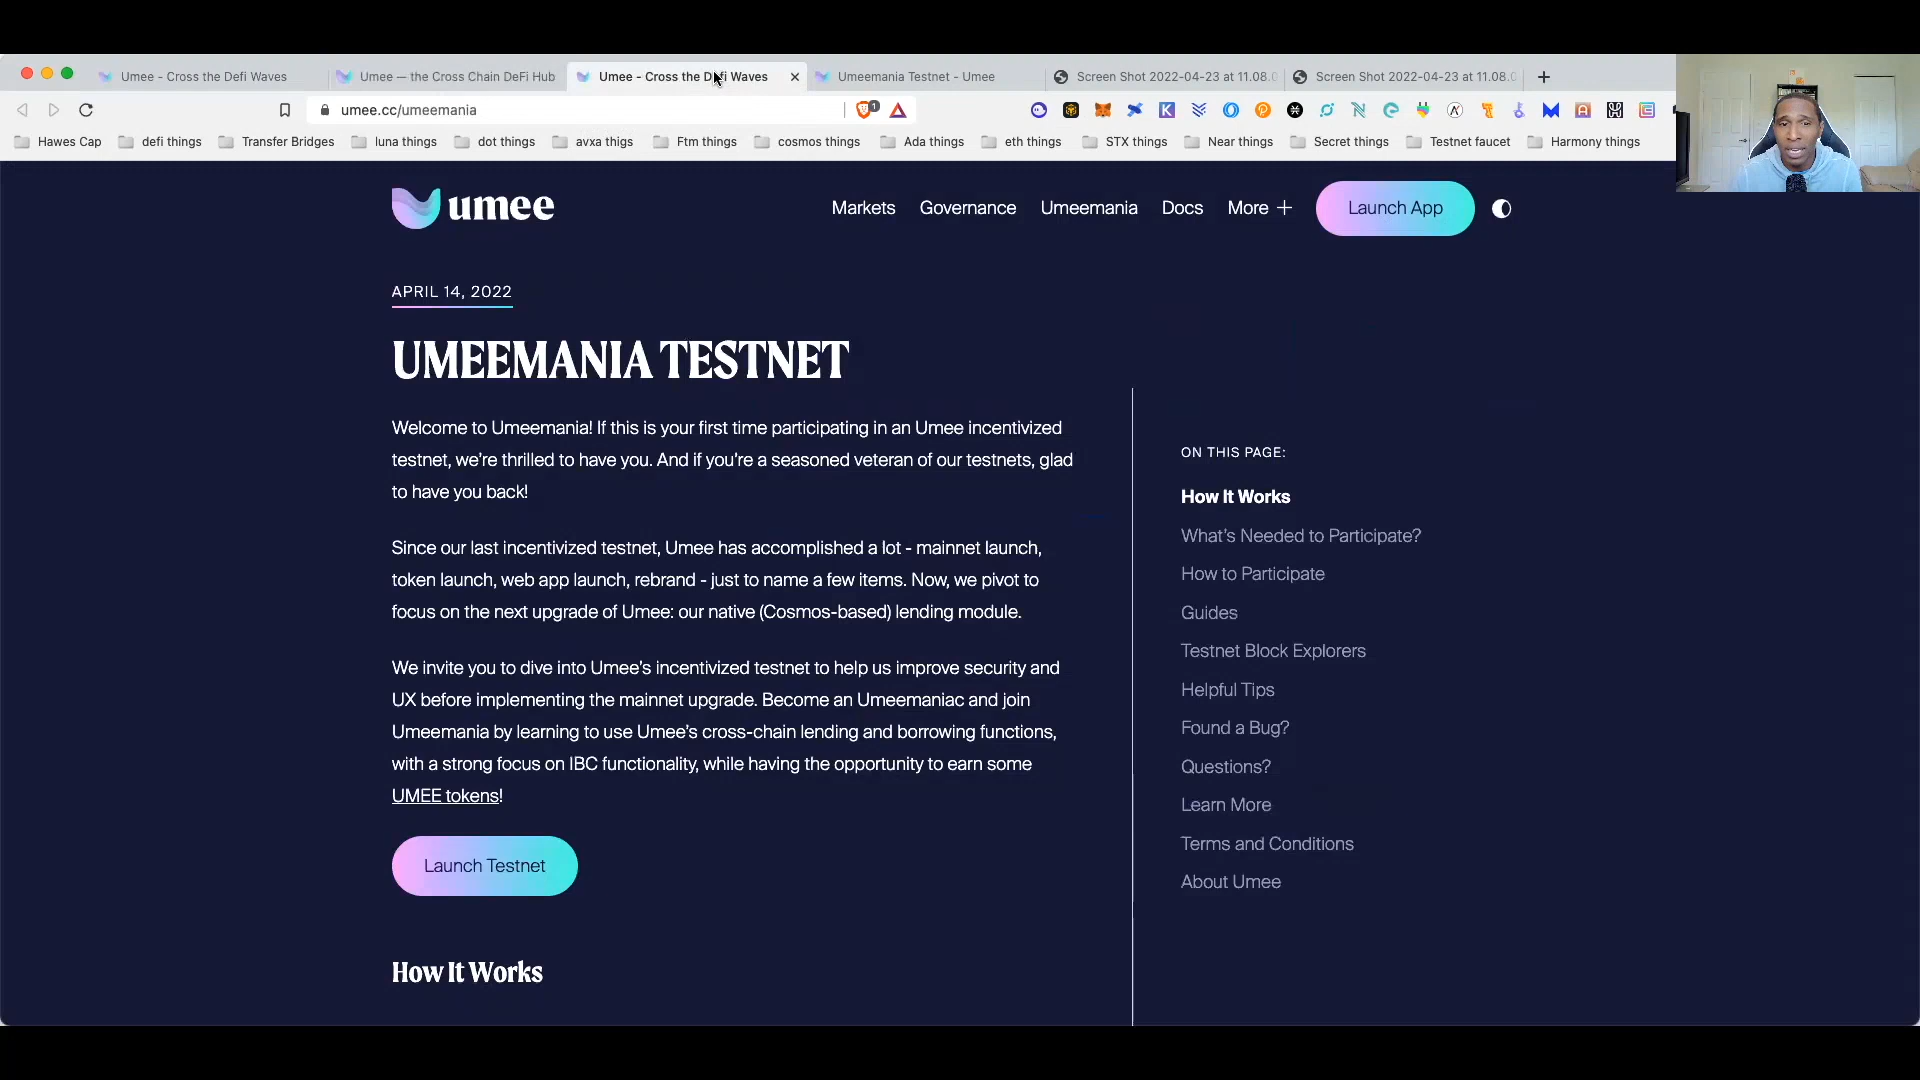 Umee - Cross the Defi Waves
Umee — the Cross Chain DeFi Hub
Umee - Cross the Defi Waves
Umeemania Testnet - Umee
Screen Shot 2022-04-23 at 11.08.0
Screen Shot 2022-04-23 at 11.08.0
umee.cc/umeemania
1
Hawes Cap
defi things
Transfer Bridges
luna things
dot things
avxa thigs
Ftm things
cosmos things
Ada things
eth things
STX things
Near things
Secret things
Testnet faucet
Harmony things
umee
Markets
Governance
Umeemania
Docs
More +
Launch App
APRIL 14, 2022
UMEEMANIA TESTNET
Welcome to Umeemania! If this is your first time participating in an Umee incentivized
testnet, we’re thrilled to have you. And if you’re a seasoned veteran of our testnets, glad
to have you back!
Since our last incentivized testnet, Umee has accomplished a lot - mainnet launch,
token launch, web app launch, rebrand - just to name a few items. Now, we pivot to
focus on the next upgrade of Umee: our native (Cosmos-based) lending module.
We invite you to dive into Umee’s incentivized testnet to help us improve security and
UX before implementing the mainnet upgrade. Become an Umeemaniac and join
Umeemania by learning to use Umee’s cross-chain lending and borrowing functions,
with a strong focus on IBC functionality, while having the opportunity to earn some
UMEE tokens!
Launch Testnet
How It Works
ON THIS PAGE:
How It Works
What’s Needed to Participate?
How to Participate
Guides
Testnet Block Explorers
Helpful Tips
Found a Bug?
Questions?
Learn More
Terms and Conditions
About Umee